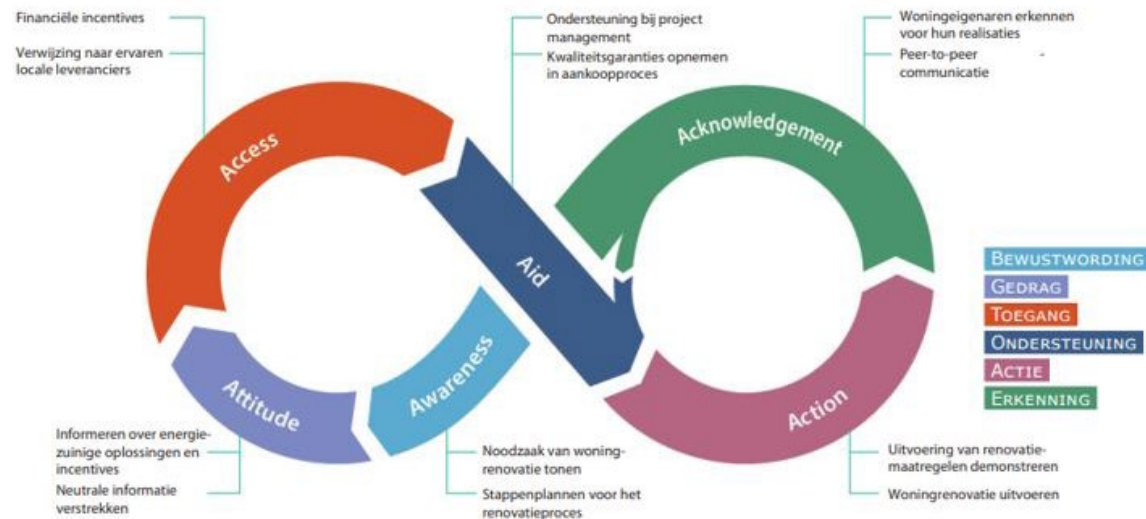 Financiële incentives
Verwijzing naar ervaren
locale leveranciers
Ondersteuning bij project
management
Kwaliteitsgaranties opnemen
in aankoopproces
Woningeigenaren erkennen
voor hun realisaties
Peer-to-peer -
communicatie
Access
Acknowledgement
Aid
Attitude
Awareness
Action
BEWUSTWORDING
GEDRAG
TOEGANG
ONDERSTEUNING
ACTIE
ERKENNING
Informeren over energie-
zuinige oplossingen en
incentives
Neutrale informatie
verstrekken
Noodzaak van woning-
renovatie tonen
Stappenplannen voor het
renovatieproces
Uitvoering van renovatie-
maatregelen demonstreren
Woningrenovatie uitvoeren